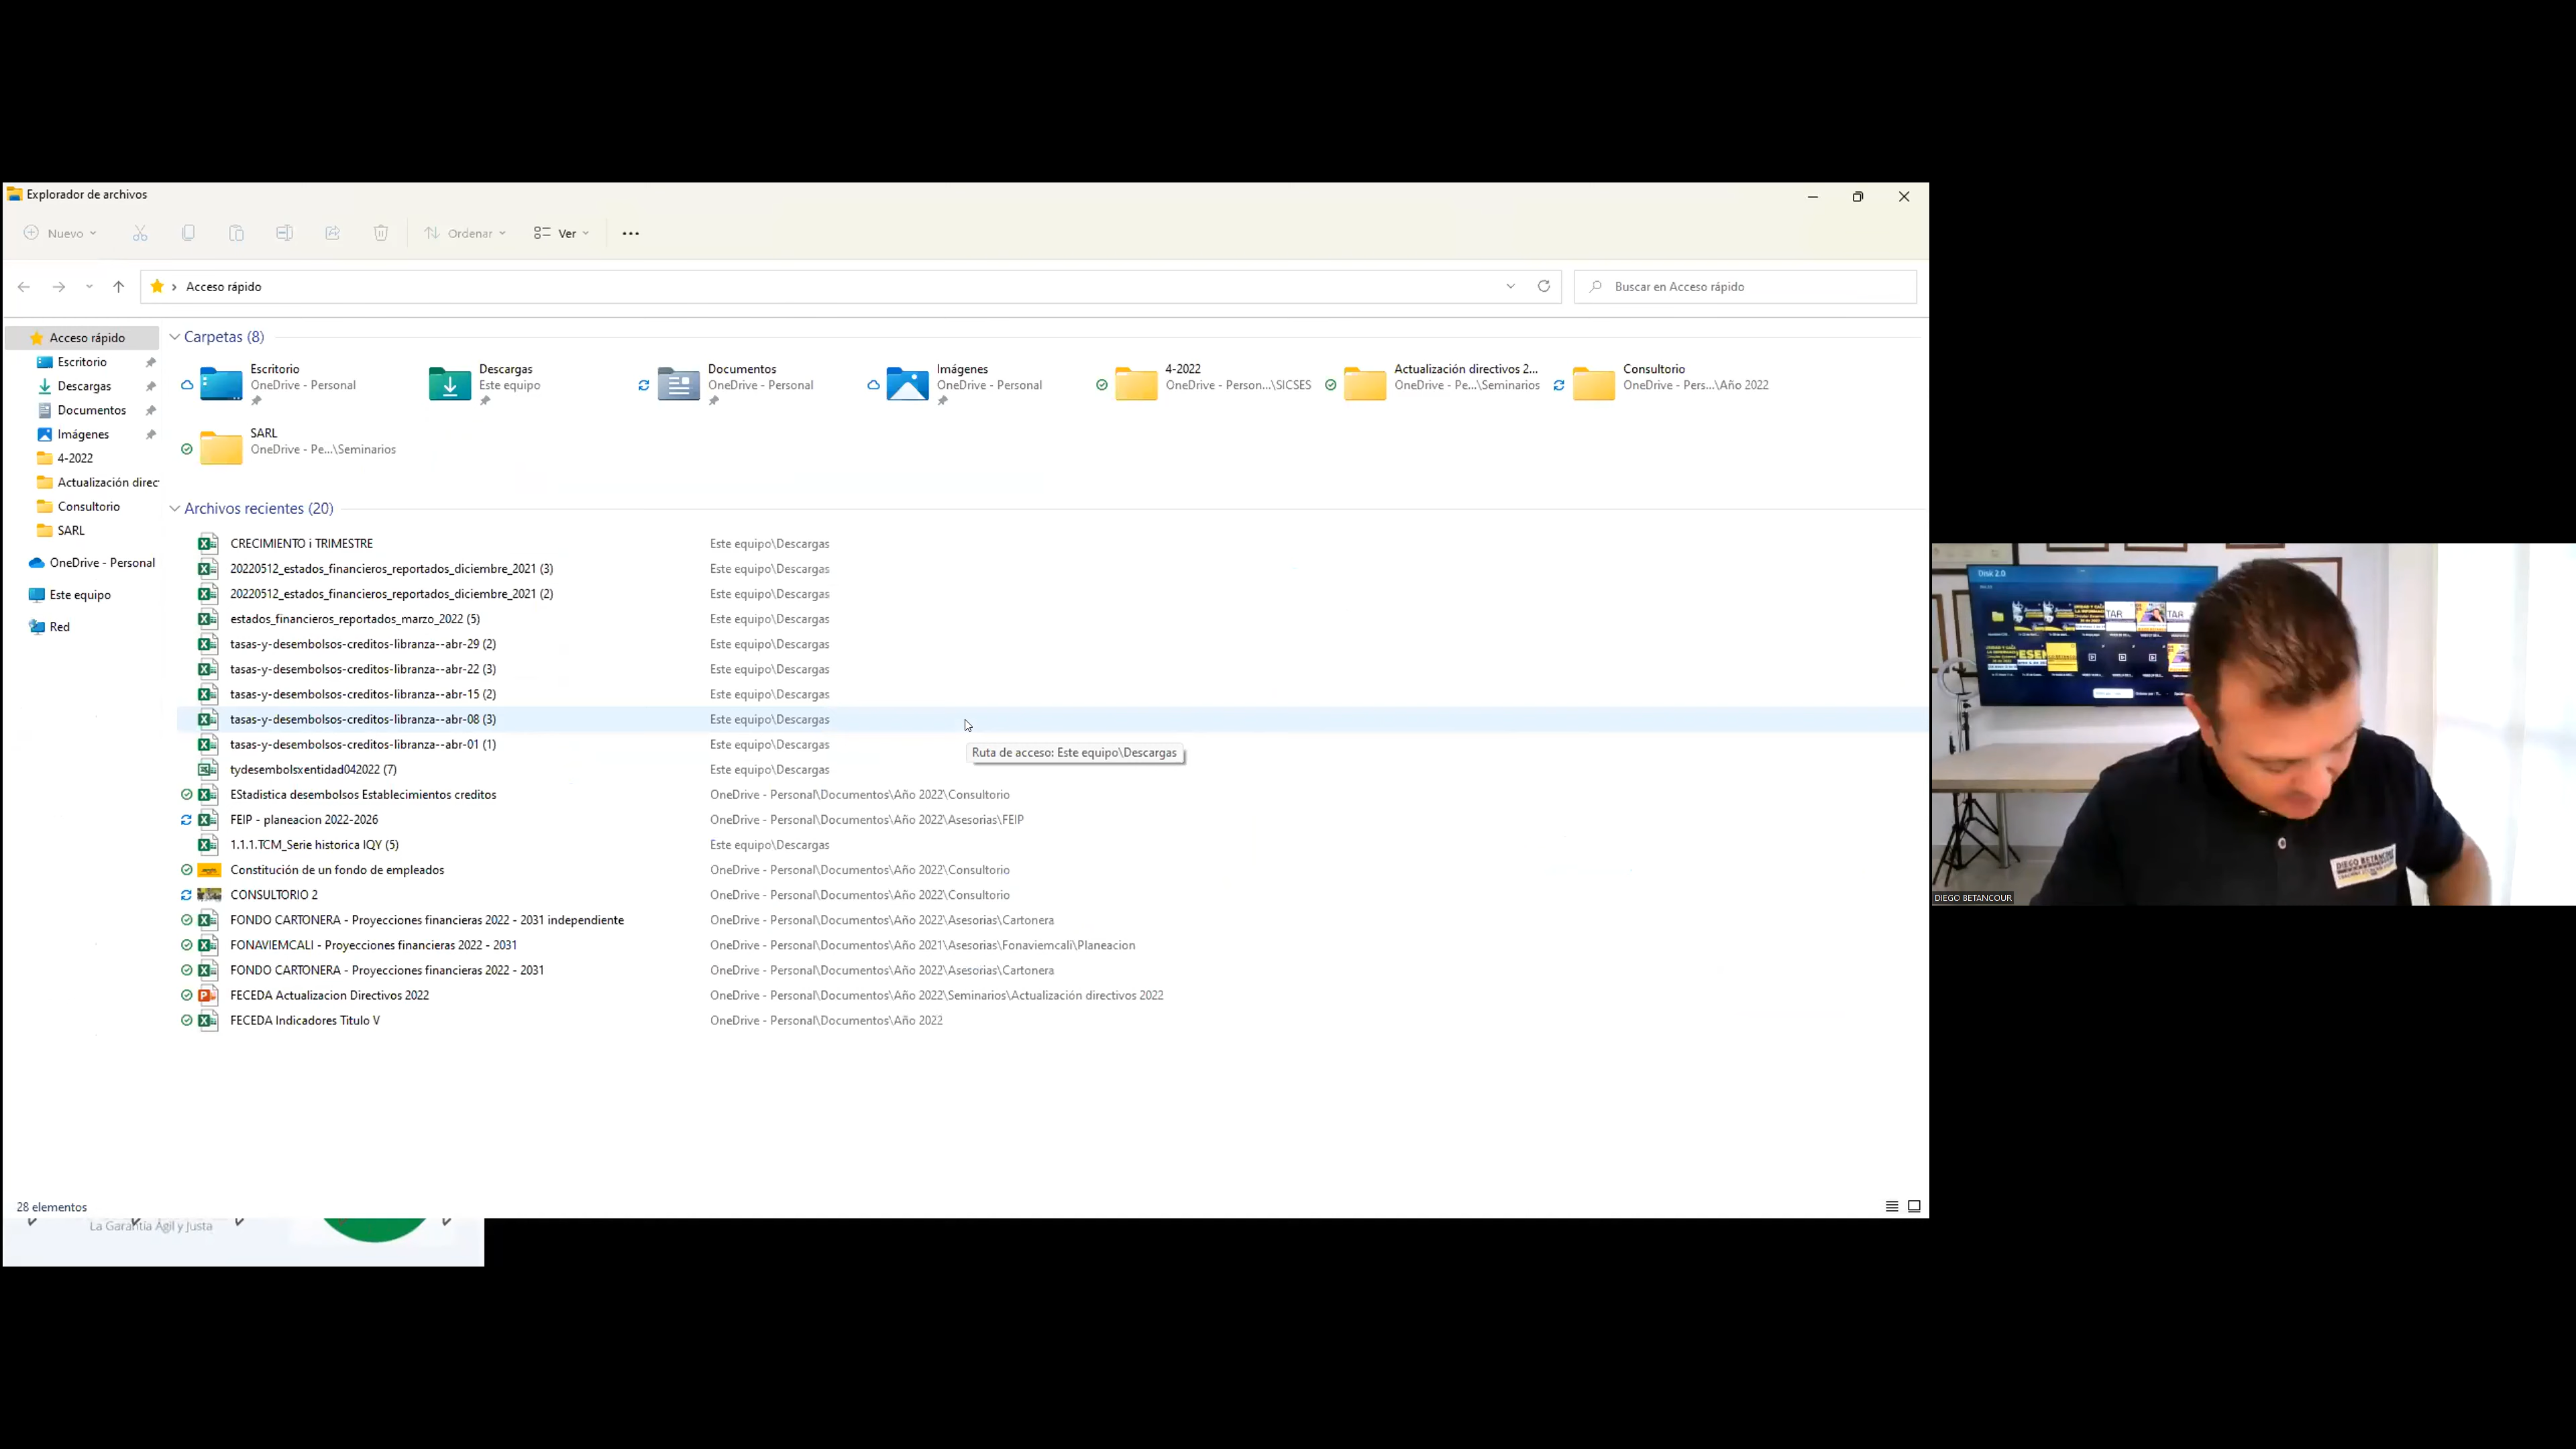 Explorador de archivos
Nuevo
Ordenar
Ver
Acceso rápido
Buscar en Acceso rápido
Acceso rápido
Escritorio
Descargas
Documentos
Imágenes
4-2022
Actualización direc
Consultorio
SARL
OneDrive - Personal
Este equipo
Red
Carpetas (8)
Escritorio
OneDrive - Personal
Descargas
Este equipo
Documentos
OneDrive - Personal
Imágenes
OneDrive - Personal
4-2022
OneDrive - Person...\SICSES
Actualización directivos 2...
OneDrive - Pe...\Seminarios
Consultorio
OneDrive - Pers...\Año 2022
SARL
OneDrive - Pe...\Seminarios
Archivos recientes (20)
CRECIMIENTO i TRIMESTRE Este equipo\Descargas
20220512_estados_financieros_reportados_diciembre_2021 (3) Este equipo\Descargas
20220512_estados_financieros_reportados_diciembre_2021 (2) Este equipo\Descargas
estados_financieros_reportados_marzo_2022 (5) Este equipo\Descargas
tasas-y-desembolsos-creditos-libranza--abr-29 (2) Este equipo\Descargas
tasas-y-desembolsos-creditos-libranza--abr-22 (3) Este equipo\Descargas
tasas-y-desembolsos-creditos-libranza--abr-15 (2) Este equipo\Descargas
tasas-y-desembolsos-creditos-libranza--abr-08 (3) Este equipo\Descargas
tasas-y-desembolsos-creditos-libranza--abr-01 (1) Este equipo\Descargas
Ruta de acceso: Este equipo\Descargas
tydesembolsxentidad042022 (7) Este equipo\Descargas
EStadistica desembolsos Establecimientos creditos OneDrive - Personal\Documentos\Año 2022\Consultorio
FEIP - planeacion 2022-2026 OneDrive - Personal\Documentos\Año 2022\Asesorias\FEIP
1.1.1.TCM_Serie historica IQY (5) Este equipo\Descargas
Constitución de un fondo de empleados OneDrive - Personal\Documentos\Año 2022\Consultorio
CONSULTORIO 2 OneDrive - Personal\Documentos\Año 2022\Consultorio
FONDO CARTONERA - Proyecciones financieras 2022 - 2031 independiente OneDrive - Personal\Documentos\Año 2022\Asesorias\Cartonera
FONAVIEMCALI - Proyecciones financieras 2022 - 2031 OneDrive - Personal\Documentos\Año 2021\Asesorias\Fonaviemcali\Planeacion
FONDO CARTONERA - Proyecciones financieras 2022 - 2031 OneDrive - Personal\Documentos\Año 2022\Asesorias\Cartonera
FECEDA Actualizacion Directivos 2022 OneDrive - Personal\Documentos\Año 2022\Seminarios\Actualización directivos 2022
FECEDA Indicadores Titulo V OneDrive - Personal\Documentos\Año 2022
28 elementos
La Garantía Ágil y Justa
Disk 2.0
DIEGO BETANCOUR
DIEGO BETANCOUR